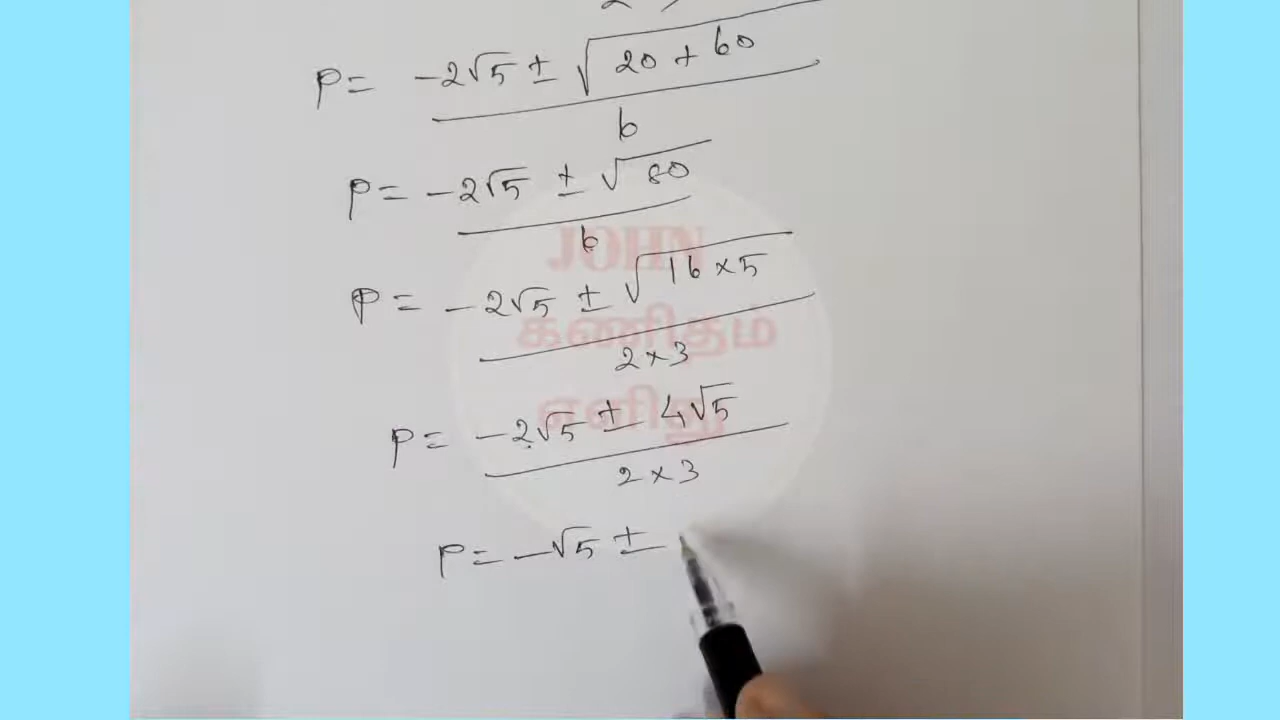 P = -2√5 ± √20 + 60
6
P = -2√5 ± √80
6
P = -2√5 ± √16 × 5
2 × 3
P = -2√5 ± 4√5
2 × 3
P = -√5 ±
JOHN
கணிதம்
எளிது